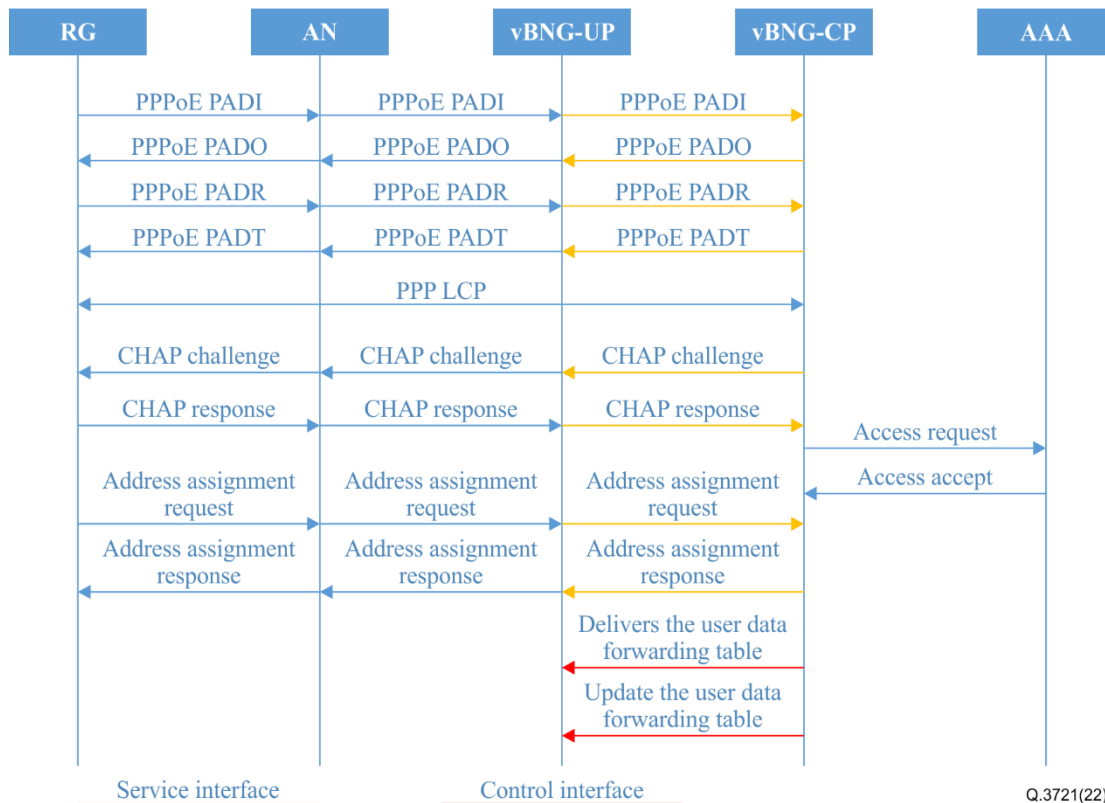 RG AN vBNG-UP vBNG-CP AAA
PPPoE PADI PPPoE PADI PPPoE PADI
PPPoE PADO PPPoE PADO PPPoE PADO
PPPoE PADR PPPoE PADR PPPoE PADR
PPPoE PADT PPPoE PADT PPPoE PADT
PPP LCP
CHAP challenge CHAP challenge CHAP challenge
CHAP response CHAP response CHAP response
Access request
Access accept
Address assignment Address assignment Address assignment
request request request
Address assignment Address assignment Address assignment
response response response
Delivers the user data
forwarding table
Update the user data
forwarding table
Service interface Control interface
Q.3721(22)